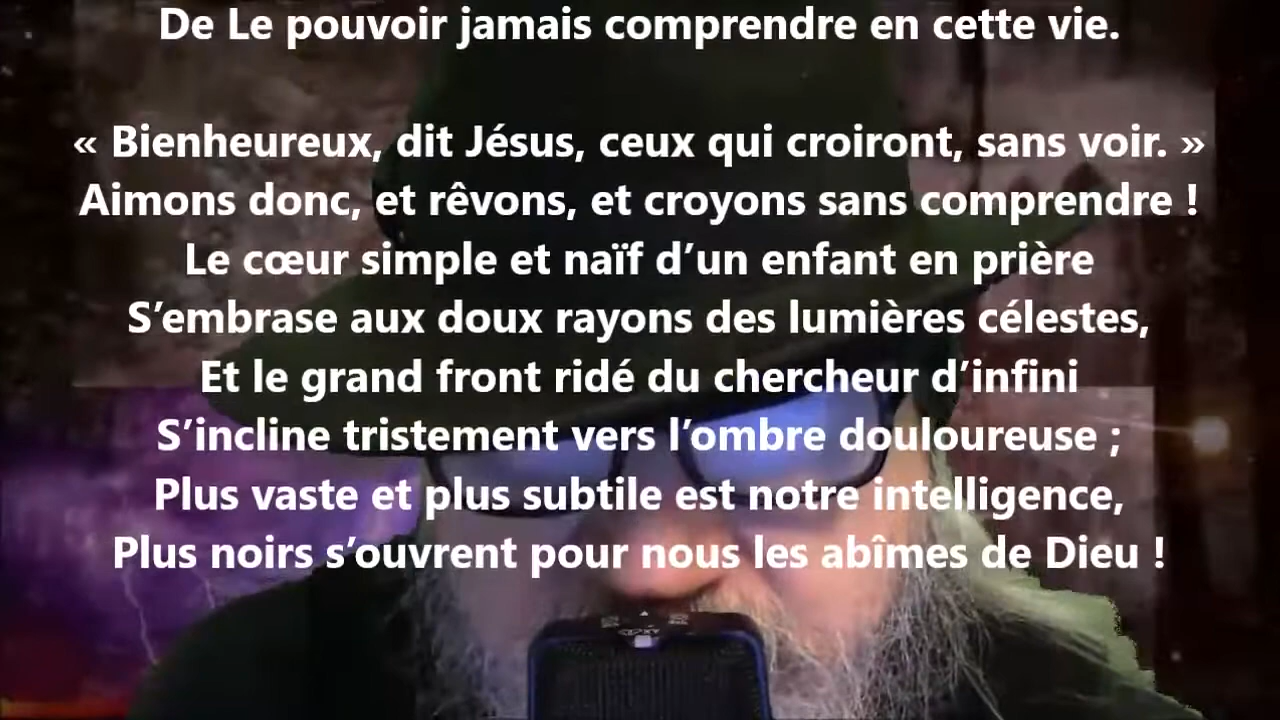 De Le pouvoir jamais comprendre en cette vie.
« Bienheureux, dit Jésus, ceux qui croiront, sans voir. »
Aimons donc, et rêvons, et croyons sans comprendre !
Le cœur simple et naïf d’un enfant en prière
S’embrase aux doux rayons des lumières célestes,
Et le grand front ridé du chercheur d’infini
S’incline tristement vers l’ombre douloureuse ;
Plus vaste et plus subtile est notre intelligence,
Plus noirs s’ouvrent pour nous les abîmes de Dieu !